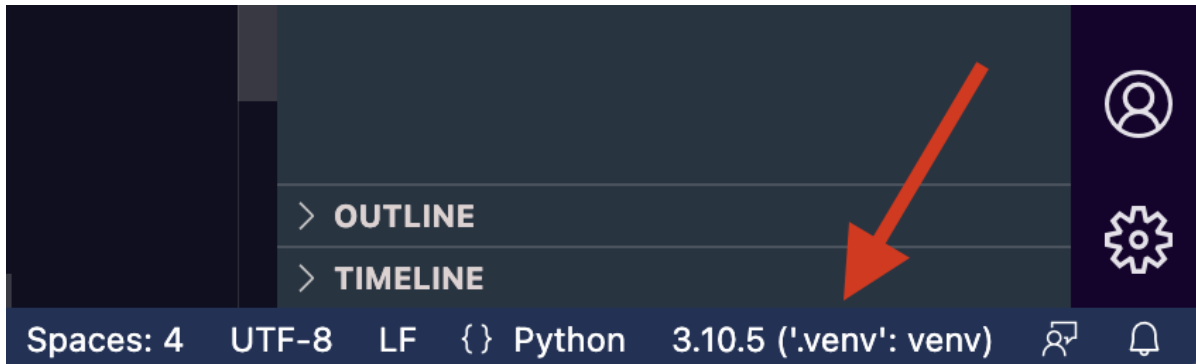 OUTLINE
TIMELINE
Spaces: 4 UTF-8 LF {} Python 3.10.5 ('.venv': venv)